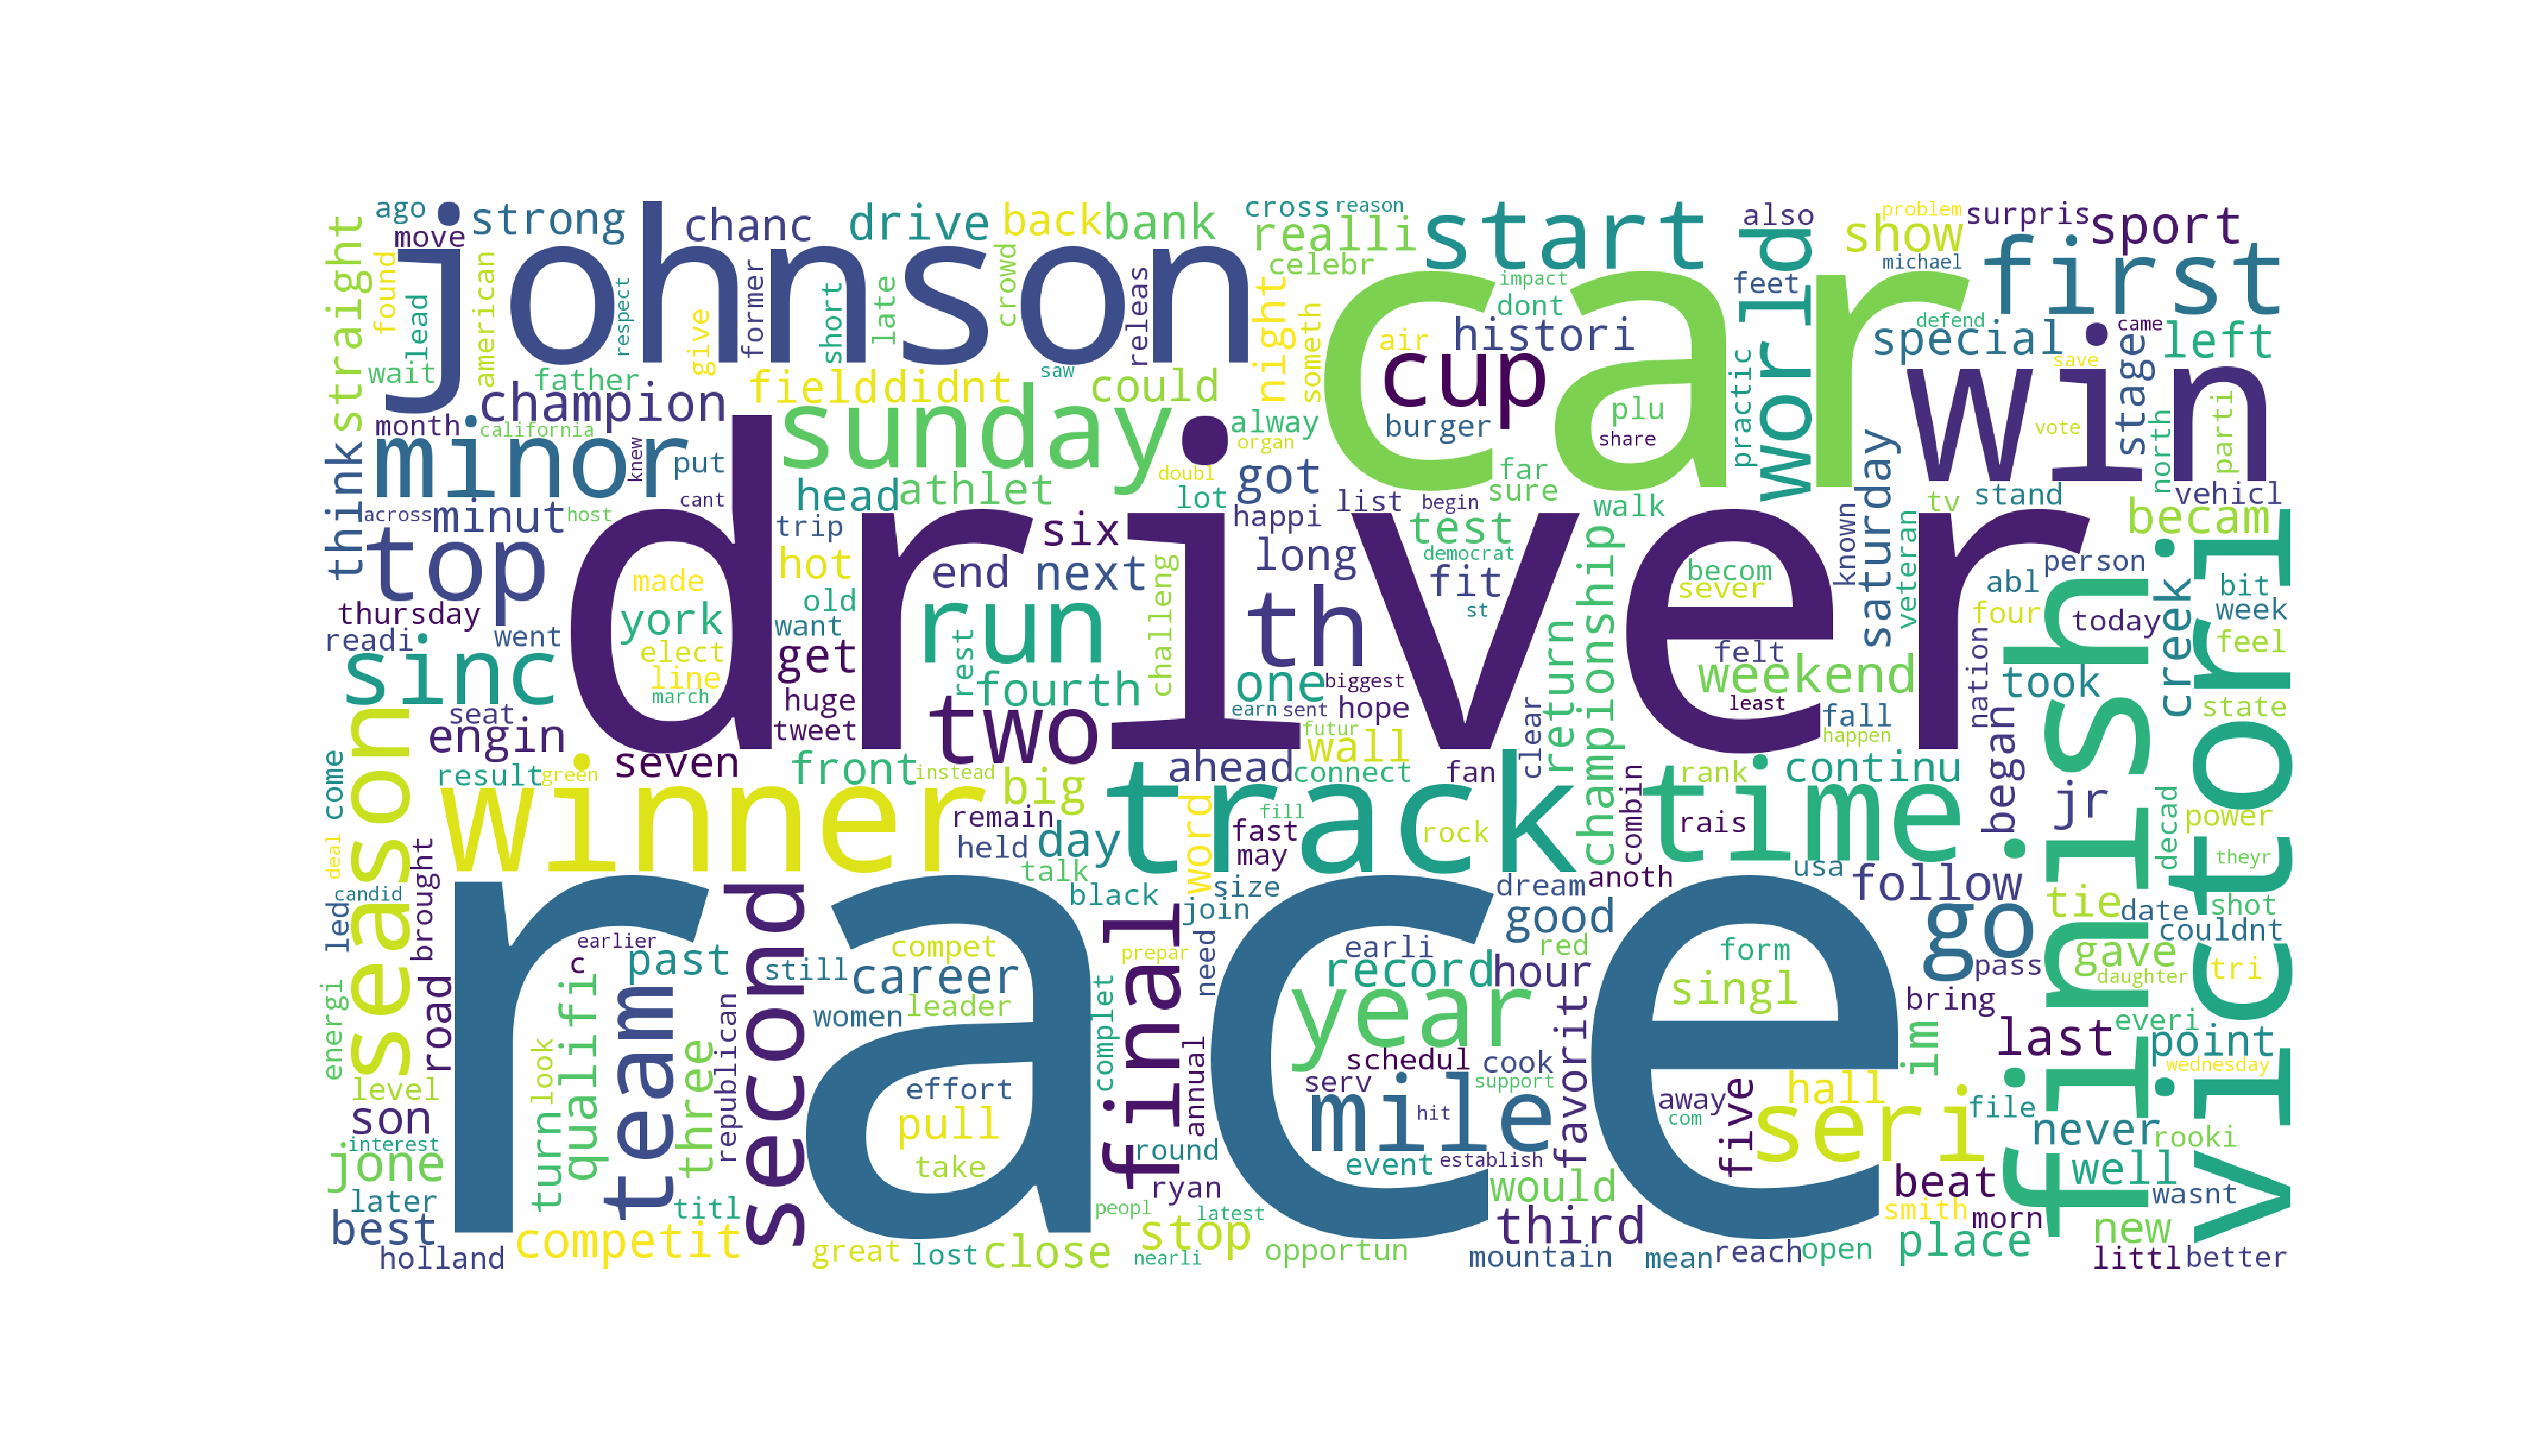 ago
strong
chanc
drive
back
bank
cross
reason
start
also
problem
surpris
sport
move
johnson
realli
world
show
first
straight
found
lead
american
respect
give
former
short
late
crowd
releas
celebr
night
someth
impact
dont
car
feet
michael
histori
air
cup
special
defend
came
left
save
stage
win
wait
father
saw
champion
field
didnt
could
month
california
minor
knew
put
sunday
alway
organ
burger
plu
share
practic
vote
north
parti
think
across
minut
host
cant
head
athlet
doubl
lot
got
happi
list
far
sure
begin
walk
test
saturday
tv
stand
vehicl
becam
top
trip
six
driver
long
democrat
fit
championship
becom
sever
known
veteran
person
abl
bit
made
hot
end
next
challeng
th
st
four
creek
week
thursday
york
old
run
today
readi
went
want
elect
get
rest
fourth
one
biggest
return
felt
weekend
nation
took
feel
sinc
line
march
huge
two
earn
sent
hope
least
fall
finish
state
victori
season
seat
engin
tweet
futur
wall
clear
happen
began
come
result
green
seven
front
instead
big
ahead
connect
fan
rank
continu
jr
decad
power
winner
track
time
remain
word
fill
fast
rock
combin
rais
theyr
deal
brought
held
day
may
candid
talk
black
size
dream
anoth
usa
follow
tie
date
shot
led
second
join
good
go
couldnt
earlier
race
compet
final
prepar
need
earli
red
form
pass
gave
tri
daughter
energi
road
c
past
still
career
record
hour
singl
qualifi
team
republican
women
leader
complet
year
favorit
bring
everi
look
three
annual
schedul
cook
im
last
point
wednesday
level
effort
serv
support
away
five
hall
son
turn
pull
mile
hit
com
seri
file
never
rooki
interest
jone
take
round
event
establish
well
later
titl
ryan
would
beat
wasnt
best
peopl
latest
third
smith
morn
competit
stop
place
new
holland
great
lost
close
nearli
opportun
mountain
mean
reach
open
littl
better